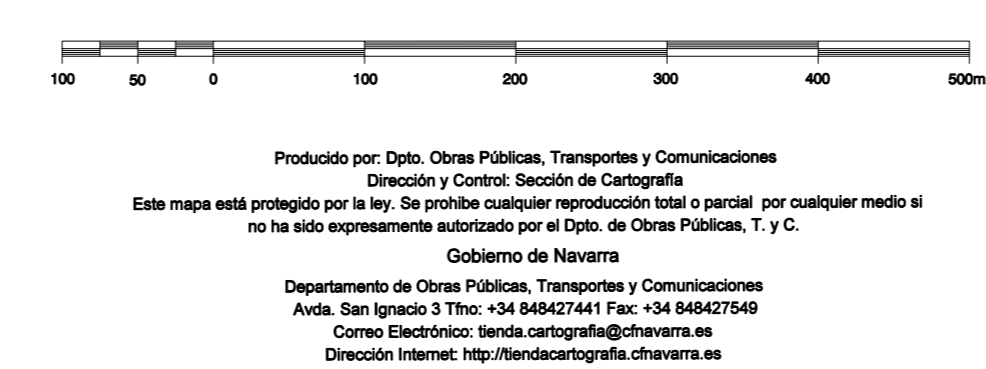 100 50 0 100 200 300 400 500m
Producido por: Dpto. Obras Públicas, Transportes y Comunicaciones
Dirección y Control: Sección de Cartografía
Este mapa está protegido por la ley. Se prohibe cualquier reproducción total o parcial por cualquier medio si
no ha sido expresamente autorizado por el Dpto. de Obras Públicas, T. y C.
Gobierno de Navarra
Departamento de Obras Públicas, Transportes y Comunicaciones
Avda. San Ignacio 3 Tfno: +34 848427441 Fax: +34 848427549
Correo Electrónico: tienda.cartografia@cfnavarra.es
Dirección Internet: http://tiendacartografia.cfnavarra.es